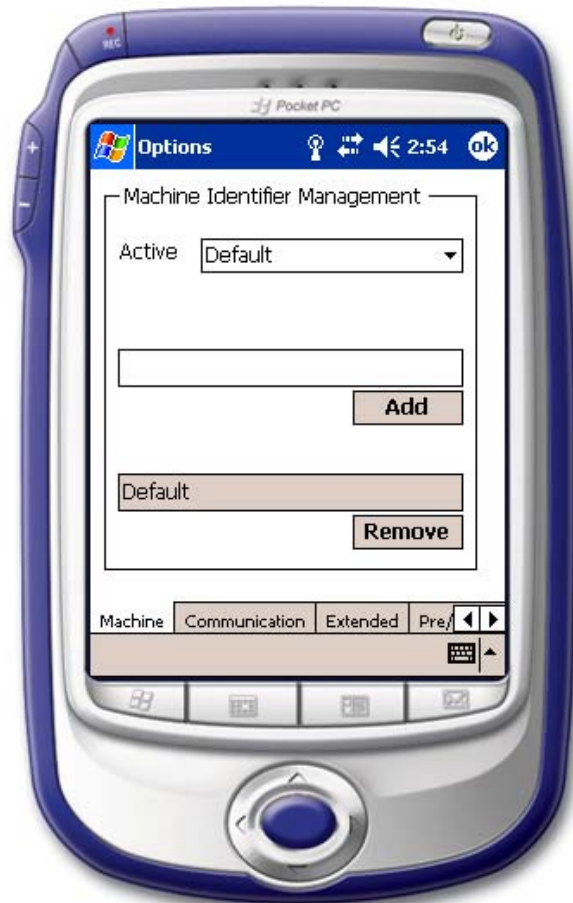 REC
Pocket PC
Options 2:54 ok
Machine Identifier Management
Active Default
Add
Default
Remove
Machine Communication Extended Pre/